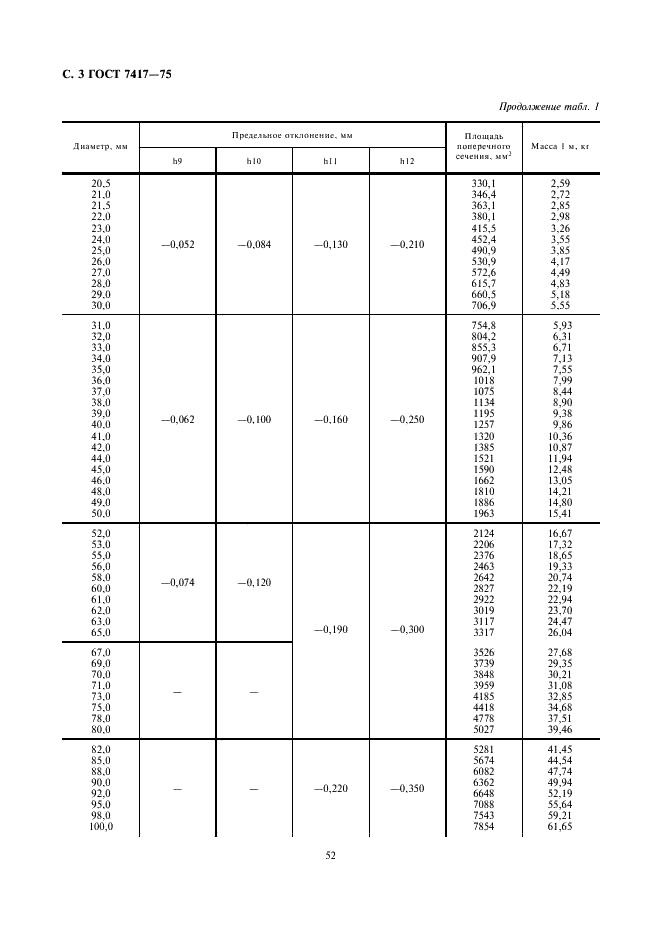 С. 3 ГОСТ 7417—75
Продолжение табл. 1
Диаметр, мм | Предельное отклонение, мм | Площадь поперечного сечения, мм² | Масса 1 м, кг
h9 | h10 | h11 | h12
20,5 330,1 2,59
21,0 346,4 2,72
21,5 363,1 2,85
22,0 380,1 2,98
23,0 415,5 3,26
24,0 452,4 3,55
25,0 —0,052 —0,084 —0,130 —0,210 490,9 3,85
26,0 530,9 4,17
27,0 572,6 4,49
28,0 615,7 4,83
29,0 660,5 5,18
30,0 706,9 5,55
31,0 754,8 5,93
32,0 804,2 6,31
33,0 855,3 6,71
34,0 907,9 7,13
35,0 962,1 7,55
36,0 1018 7,99
37,0 1075 8,44
38,0 1134 8,90
39,0 1195 9,38
40,0 —0,062 —0,100 —0,160 —0,250 1257 9,86
41,0 1320 10,36
42,0 1385 10,87
44,0 1521 11,94
45,0 1590 12,48
46,0 1662 13,05
48,0 1810 14,21
49,0 1886 14,80
50,0 1963 15,41
52,0 2124 16,67
53,0 2206 17,32
55,0 2376 18,65
56,0 2463 19,33
58,0 —0,074 —0,120 2642 20,74
60,0 2827 22,19
61,0 2922 22,94
62,0 3019 23,70
63,0 3117 24,47
65,0 —0,190 —0,300 3317 26,04
67,0 3526 27,68
69,0 3739 29,35
70,0 3848 30,21
71,0 — — 3959 31,08
73,0 4185 32,85
75,0 4418 34,68
78,0 4778 37,51
80,0 5027 39,46
82,0 5281 41,45
85,0 5674 44,54
88,0 6082 47,74
90,0 — — —0,220 —0,350 6362 49,94
92,0 6648 52,19
95,0 7088 55,64
98,0 7543 59,21
100,0 7854 61,65
52